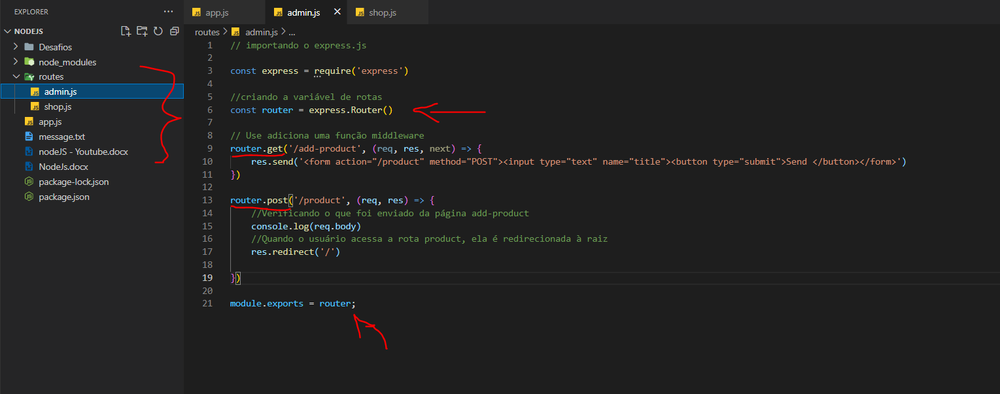 EXPLORER ...
app.js
admin.js
shop.js
NODEJS
Desafios
node_modules
routes
admin.js
shop.js
app.js
message.txt
nodeJS - Youtube.docx
NodeJs.docx
package-lock.json
package.json
routes > admin.js > ...
1 // importando o express.js
2
3 const express = require('express')
4
5 //criando a variável de rotas
6 const router = express.Router()
7
8 // Use adiciona uma função middleware
9 router.get('/add-product', (req, res, next) => {
10 res.send('<form action="/product" method="POST"><input type="text" name="title"><button type="submit">Send </button></form>')
11 })
12
13 router.post('/product', (req, res) => {
14 //Verificando o que foi enviado da página add-product
15 console.log(req.body)
16 //Quando o usuário acessa a rota product, ela é redirecionada à raiz
17 res.redirect('/')
18
19 })
20
21 module.exports = router;